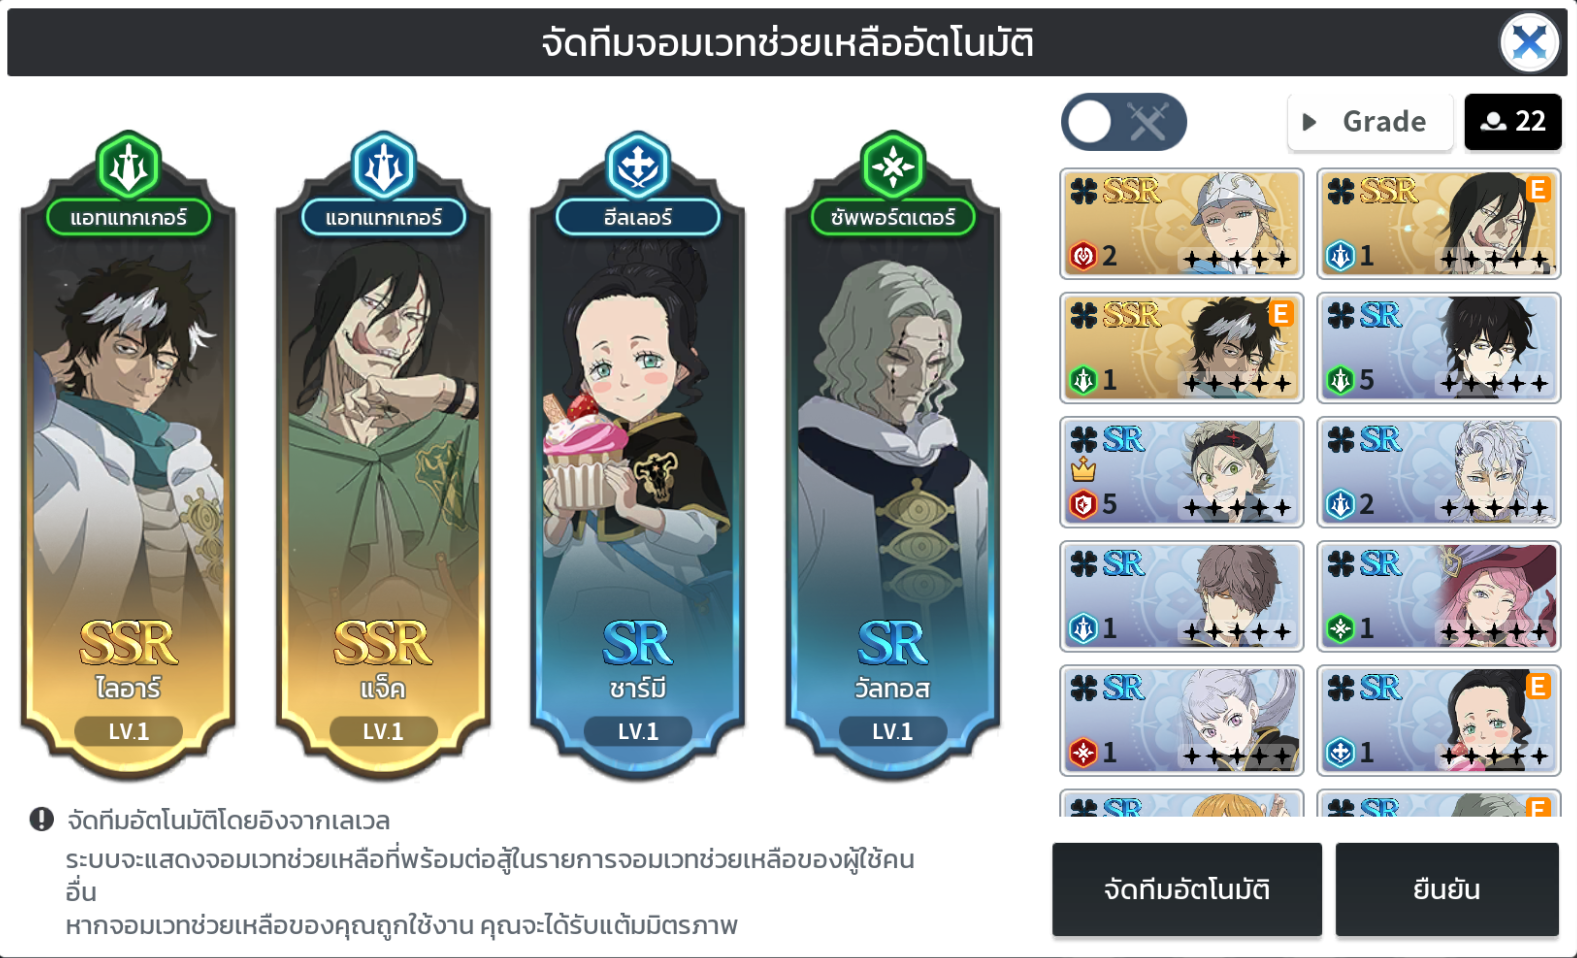 จัดทีมจอมเวทช่วยเหลืออัตโนมัติ
Grade
22
แอทแทกเกอร์
แอทแทกเกอร์
ฮีลเลอร์
ซัพพอร์ตเตอร์
SSR
ไลอาร์
LV.1
SSR
แจ็ค
LV.1
SR
ชาร์มี
LV.1
SR
วัลทอส
LV.1
SSR
2
SSR
E
1
SSR
E
1
SR
5
SR
5
SR
2
SR
1
SR
1
SR
1
SR
E
1
SR
SR
E
จัดทีมอัตโนมัติโดยอิงจากเลเวล
ระบบจะแสดงจอมเวทช่วยเหลือที่พร้อมต่อสู้ในรายการจอมเวทช่วยเหลือของผู้ใช้คน
อื่น
หากจอมเวทช่วยเหลือของคุณถูกใช้งาน คุณจะได้รับแต้มมิตรภาพ
จัดทีมอัตโนมัติ
ยืนยัน